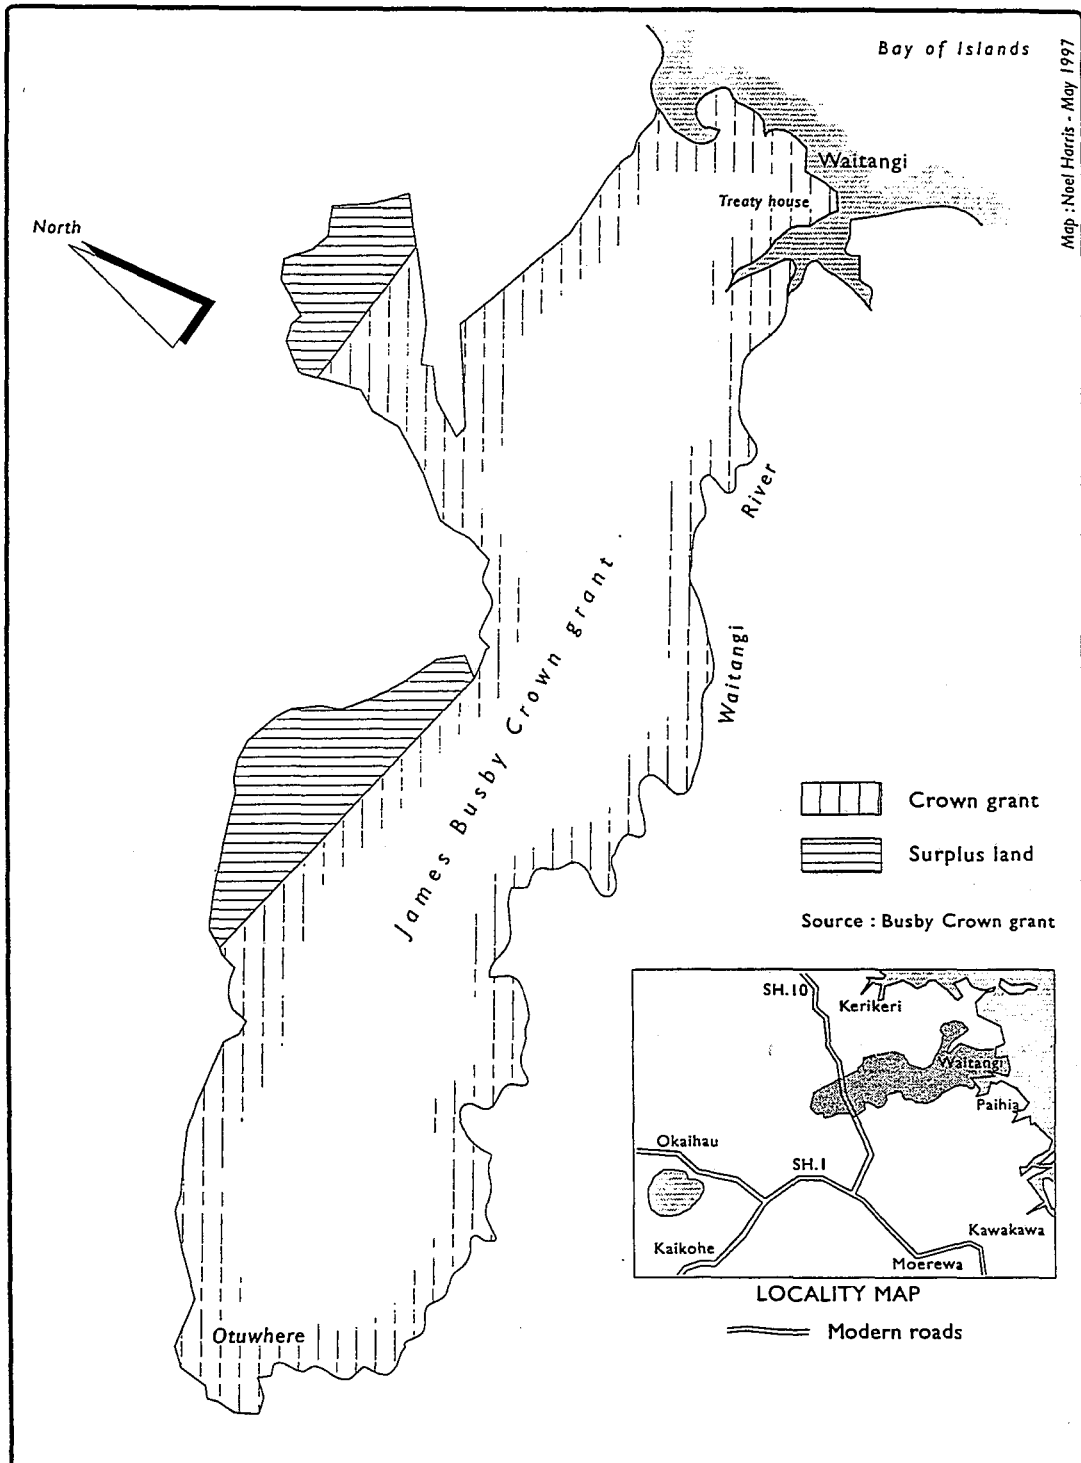 Bay of Islands
Map : Noel Harris - May 1997
Waitangi
Treaty house
North
River
Waitangi
James Busby Crown grant
Crown grant
Surplus land
Source : Busby Crown grant
SH.10
Kerikeri
Waitangi
Paihia
Okaihau
SH.1
Kawakawa
Kaikohe
Moerewa
LOCALITY MAP
Modern roads
Otuwhere